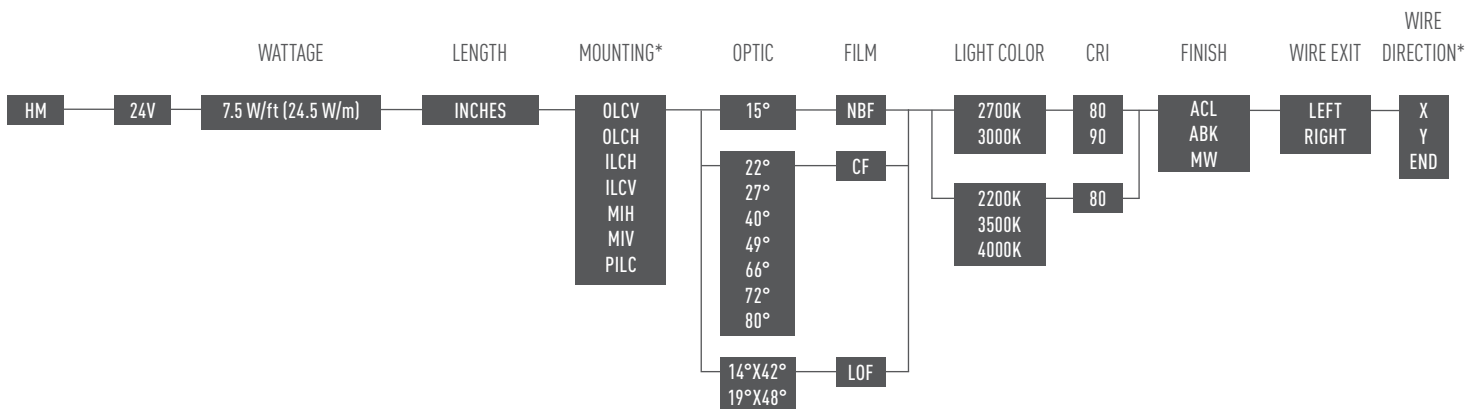 WATTAGE
LENGTH
MOUNTING*
OPTIC
FILM
LIGHT COLOR
CRI
FINISH
WIRE EXIT
WIRE
DIRECTION*
HM
24V
7.5 W/ft (24.5 W/m)
INCHES
OLCV
OLCH
ILCH
ILCV
MIH
MIV
PILC
15°
NBF
22°
27°
40°
49°
66°
72°
80°
CF
14°X42°
19°X48°
LOF
2700K
3000K
80
90
2200K
3500K
4000K
80
ACL
ABK
MW
LEFT
RIGHT
X
Y
END